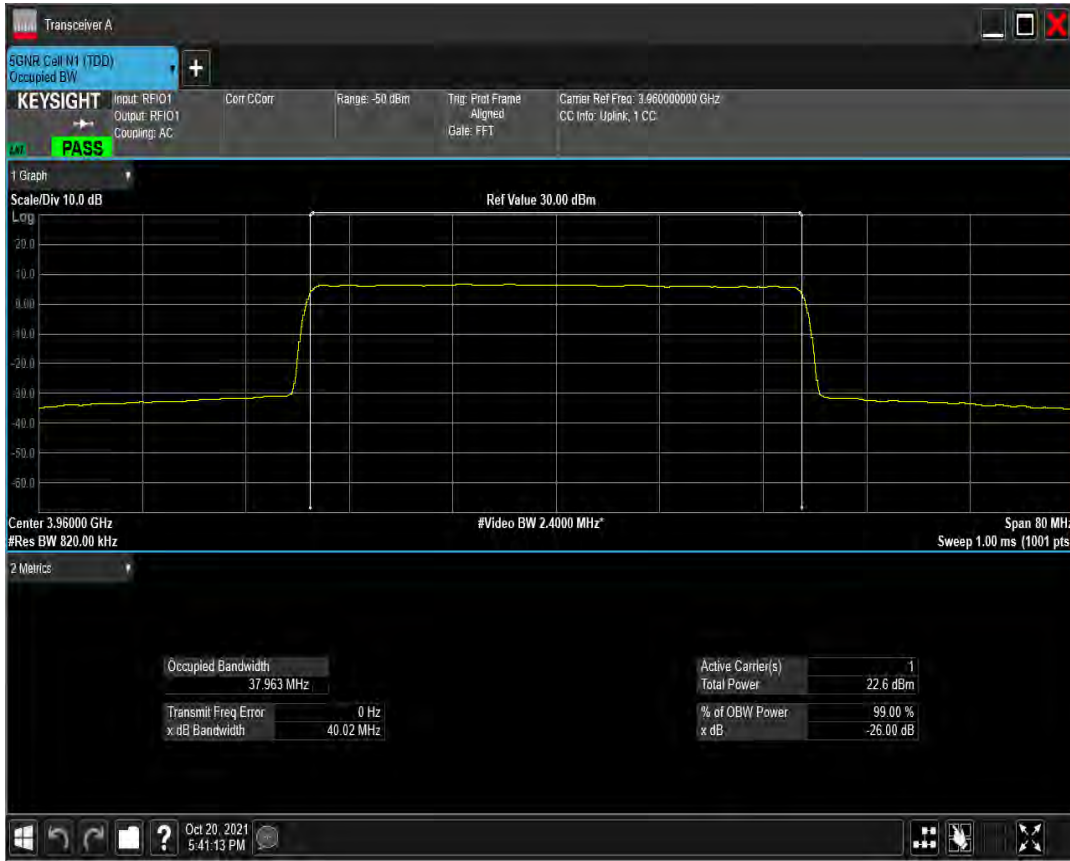 Transceiver A
5GNR Cell N1 (TDD)
Occupied BW
+
KEYSIGHT
Input: RFIO1
Output: RFIO1
Coupling: AC
PASS
Corr CCorr
Range: -50 dBm
Trig: Prot Frame
Aligned
Gate: FFT
Carrier Ref Freq: 3.960000000 GHz
CC Info: Uplink, 1 CC
1 Graph
Scale/Div 10.0 dB
Ref Value 30.00 dBm
Log
20.0
10.0
0.00
-10.0
-20.0
-30.0
-40.0
-50.0
-60.0
Center 3.96000 GHz
#Video BW 2.4000 MHz*
Span 80 MHz
#Res BW 820.00 kHz
Sweep 1.00 ms (1001 pts
2 Metrics
Occupied Bandwidth
37.963 MHz
Transmit Freq Error 0 Hz
x dB Bandwidth 40.02 MHz
Active Carrier(s) 1
Total Power 22.6 dBm
% of OBW Power 99.00 %
x dB -26.00 dB
?
Oct 20, 2021
5:41:13 PM